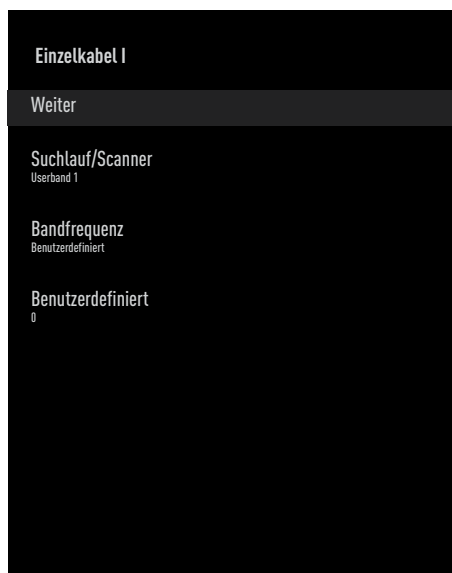 Einzelkabel I
Weiter
Suchlauf/Scanner
Userband 1
Bandfrequenz
Benutzerdefiniert
Benutzerdefiniert
0